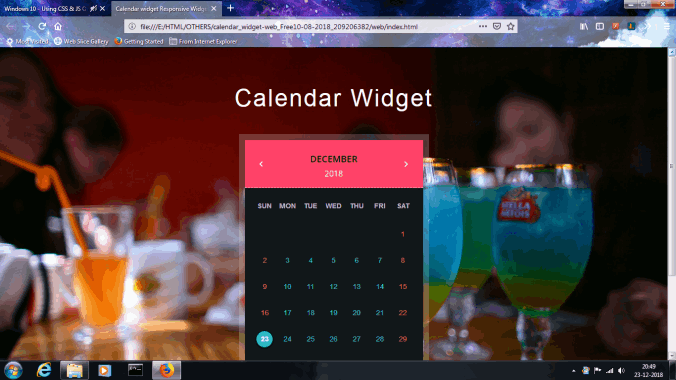 Windows 10 - Using CSS & JS
Calendar widget Responsive Widg
file:///E:/HTML/OTHERS/calendar_widget-web_Free10-08-2018_209206382/web/index.html
Most Visited Web Slice Gallery Getting Started From Internet Explorer
Calendar Widget
DECEMBER
2018
SUN MON TUE WED THU FRI SAT
1
2 3 4 5 6 7 8
9 10 11 12 13 14 15
16 17 18 19 20 21 22
23 24 25 26 27 28 29
STELLA
ARTOIS
20:49
23-12-2018